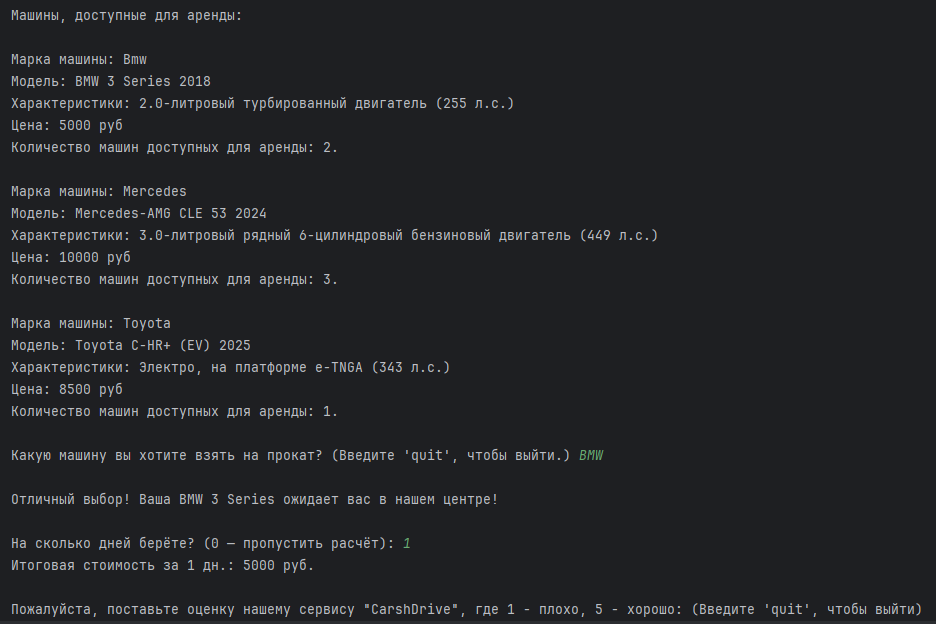 Машины, доступные для аренды:
Марка машины: Bmw
Модель: BMW 3 Series 2018
Характеристики: 2.0-литровый турбированный двигатель (255 л.с.)
Цена: 5000 руб
Количество машин доступных для аренды: 2.
Марка машины: Mercedes
Модель: Mercedes-AMG CLE 53 2024
Характеристики: 3.0-литровый рядный 6-цилиндровый бензиновый двигатель (449 л.с.)
Цена: 10000 руб
Количество машин доступных для аренды: 3.
Марка машины: Toyota
Модель: Toyota C-HR+ (EV) 2025
Характеристики: Электро, на платформе e-TNGA (343 л.с.)
Цена: 8500 руб
Количество машин доступных для аренды: 1.
Какую машину вы хотите взять на прокат? (Введите 'quit', чтобы выйти.) BMW
Отличный выбор! Ваша BMW 3 Series ожидает вас в нашем центре!
На сколько дней берёте? (0 — пропустить расчёт): 1
Итоговая стоимость за 1 дн.: 5000 руб.
Пожалуйста, поставьте оценку нашему сервису "CarshDrive", где 1 - плохо, 5 - хорошо: (Введите 'quit', чтобы выйти)